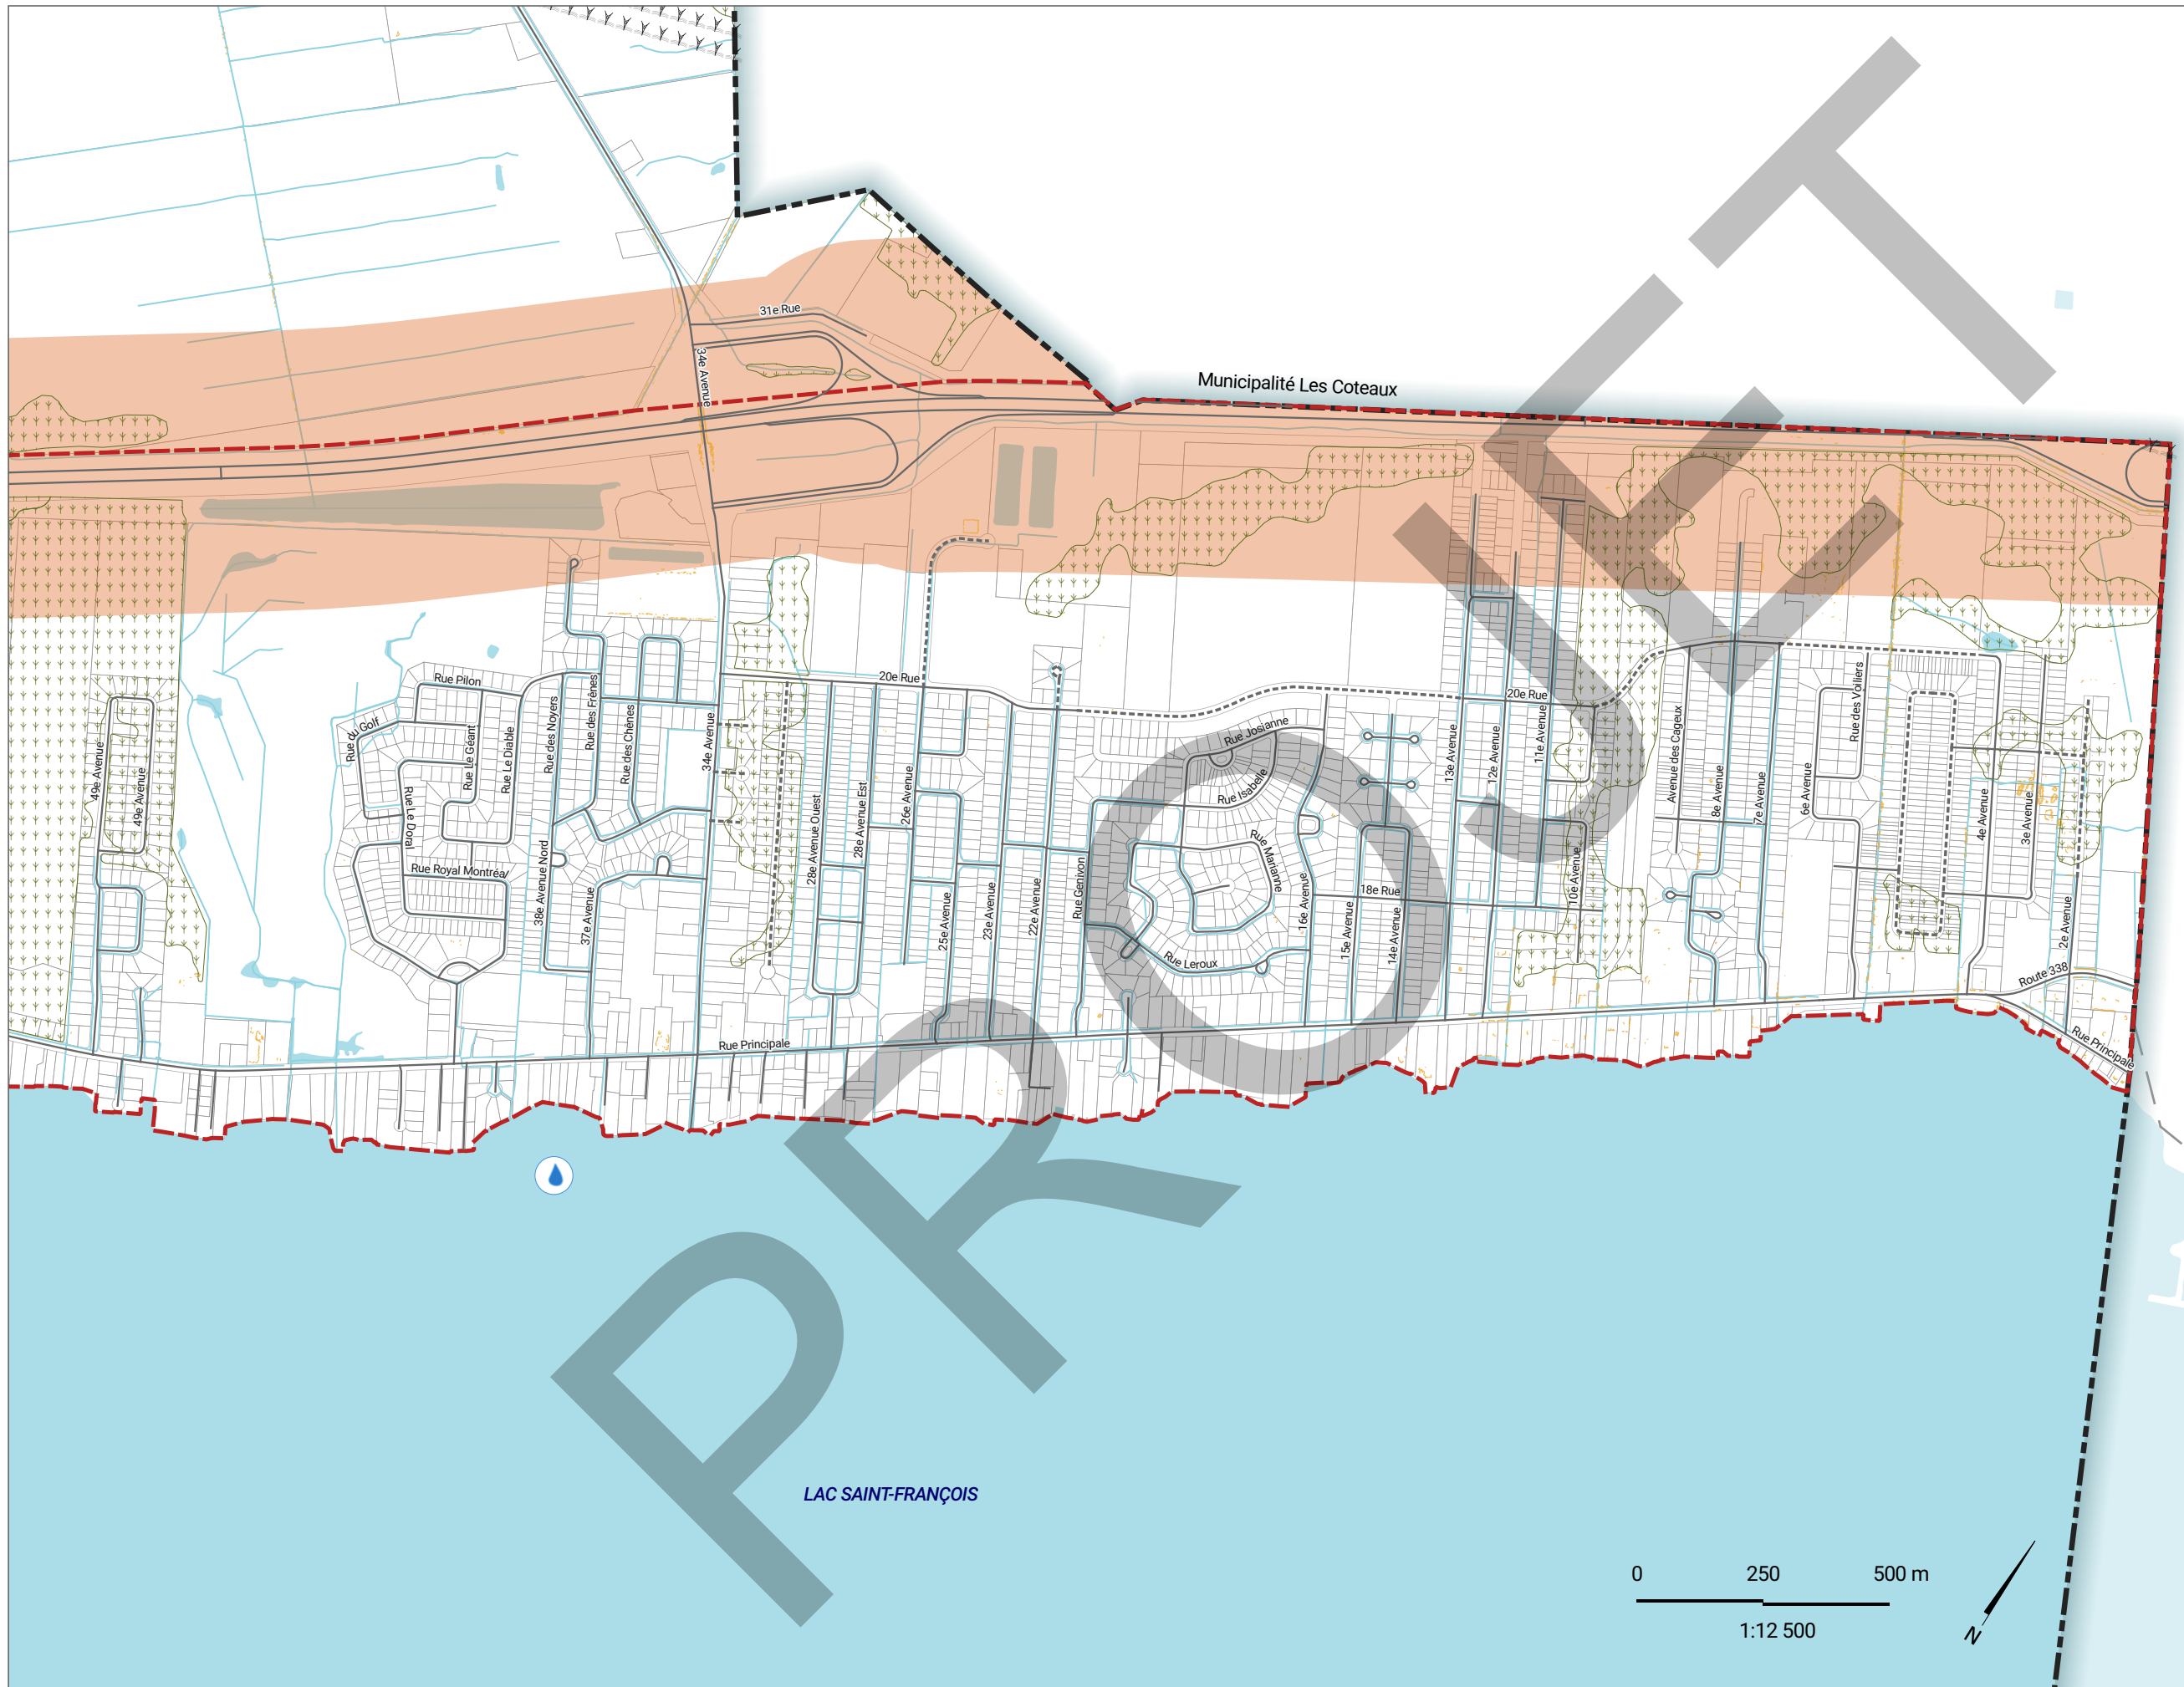 31e Rue
34e Avenue
Municipalité Les Coteaux
Rue Pilon
20e Rue
20e Rue
Rue du Golf
Rue Le Géant
Rue Le Diable
Rue des Noyers
Rue des Frênes
Rue des Chênes
34e Avenue
Rue Josianne
Rue Isabelle
Rue Marianne
13e Avenue
12e Avenue
11e Avenue
Avenue des Cageux
8e Avenue
7e Avenue
6e Avenue
Rue des Voiliers
4e Avenue
3e Avenue
49e Avenue
49e Avenue
Rue Le Doral
Rue Royal Montréal
38e Avenue Nord
37e Avenue
28e Avenue Ouest
28e Avenue Est
26e Avenue
25e Avenue
23e Avenue
22e Avenue
Rue Genivon
Rue Leroux
16e Avenue
18e Rue
15e Avenue
14e Avenue
10e Avenue
2e Avenue
Route 338
Rue Principale
Rue Principale
PROJET
LAC SAINT-FRANÇOIS
0 250 500 m
1:12 500
N